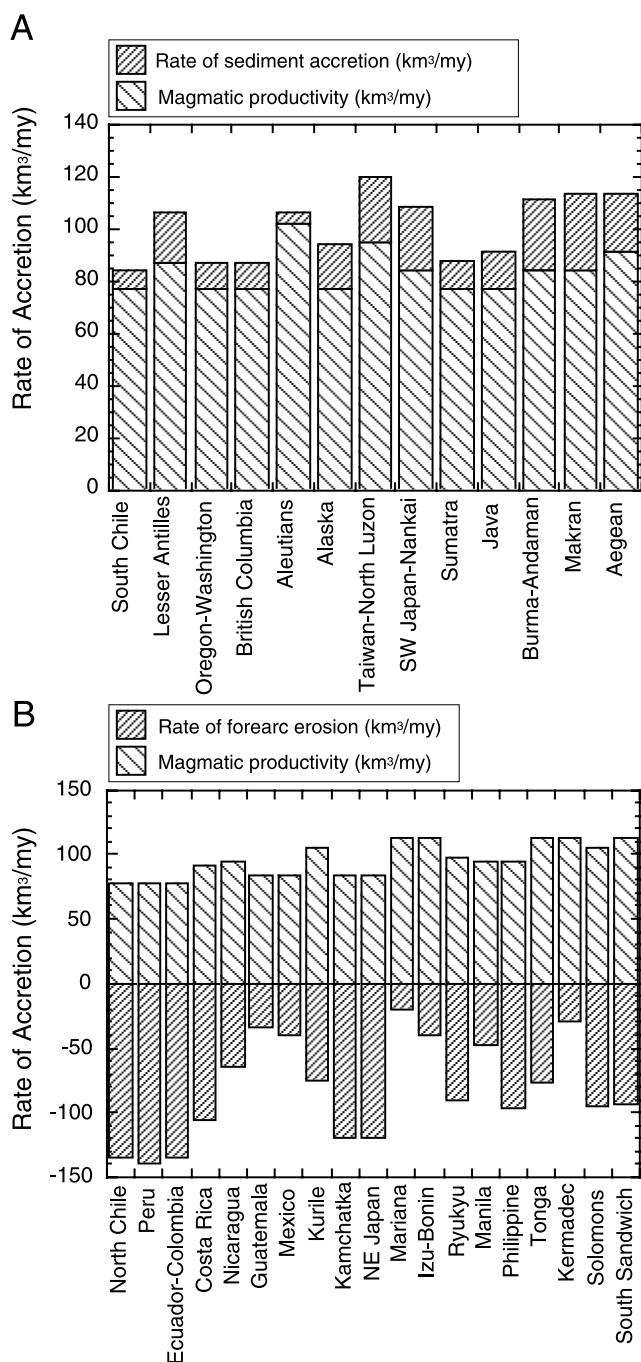 A
Rate of sediment accretion (km³/my)
Magmatic productivity (km³/my)
Rate of Accretion (km³/my)
140
120
100
80
60
40
20
0
South Chile
Lesser Antilles
Oregon-Washington
British Columbia
Aleutians
Alaska
Taiwan-North Luzon
SW Japan-Nankai
Sumatra
Java
Burma-Andaman
Makran
Aegean
B
Rate of forearc erosion (km³/my)
Magmatic productivity (km³/my)
Rate of Accretion (km³/my)
150
100
50
0
-50
-100
-150
North Chile
Peru
Ecuador-Colombia
Costa Rica
Nicaragua
Guatemala
Mexico
Kurile
Kamchatka
NE Japan
Mariana
Izu-Bonin
Ryukyu
Manila
Philippine
Tonga
Kermadec
Solomons
South Sandwich